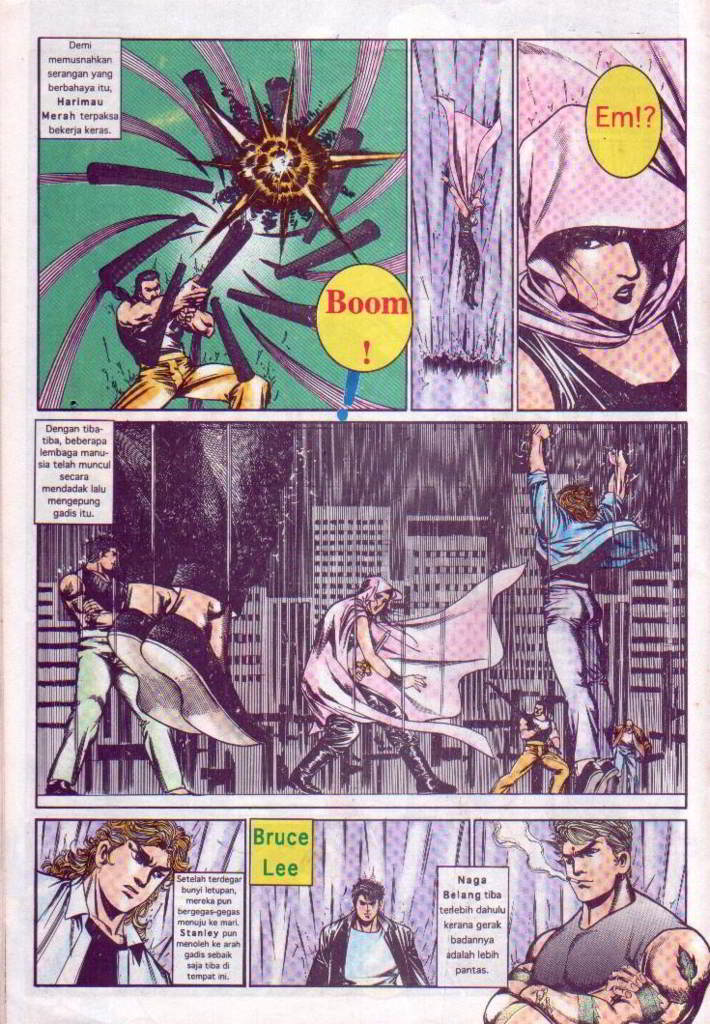 Demi
memusnahkan
serangan yang
berbahaya itu,
Harimau
Merah terpaksa
bekerja keras.
Boom
!
Em!?
Dengan tiba-
tiba, beberapa
lembaga manu-
sia telah muncul
secara
mendadak lalu
mengepung
gadis itu.
Setelah terdegar
bunyi letupan,
mereka pun
bergegas-gegas
menuju ke mari.
Stanley pun
menoleh ke arah
gadis sebaik
saja tiba di
tempat ini.
Bruce
Lee
Naga
Belang tiba
terlebih dahulu
kerana gerak
badannya
adalah lebih
pantas.